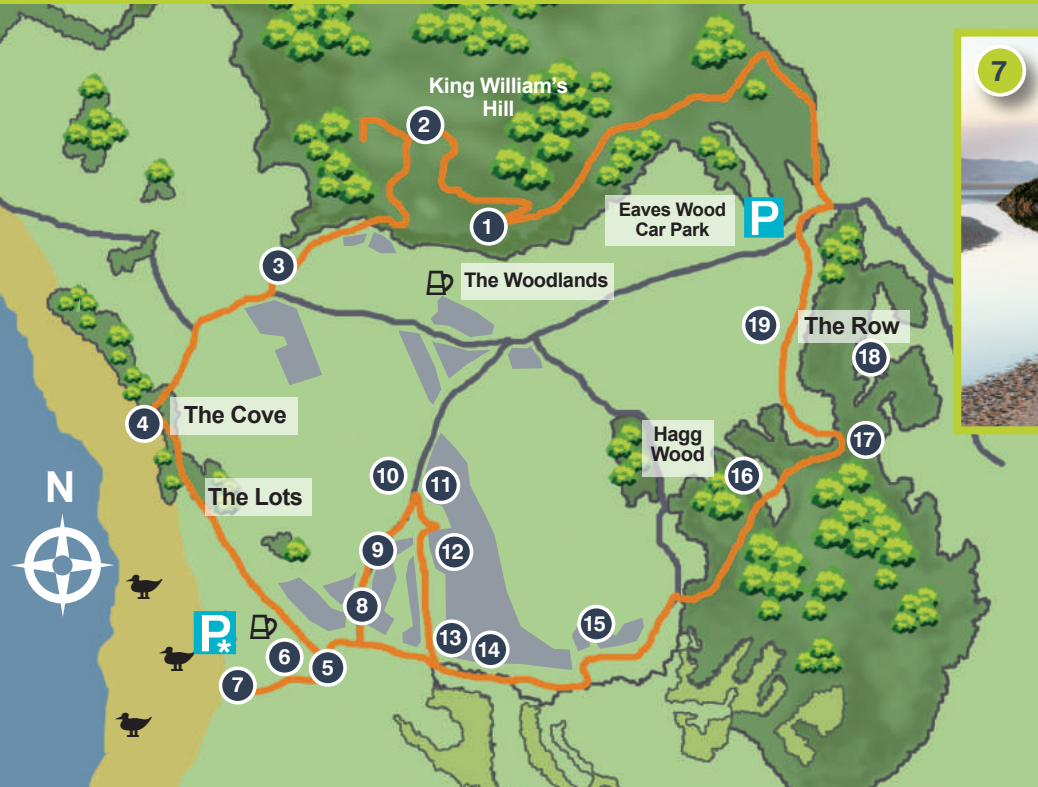 King William's
Hill
7
2
1
Eaves Wood
Car Park
P
3
The Woodlands
19
The Row
18
4
The Cove
17
Hagg
Wood
16
10
11
N
The Lots
9
12
8
P*
6
5
13
14
15
7